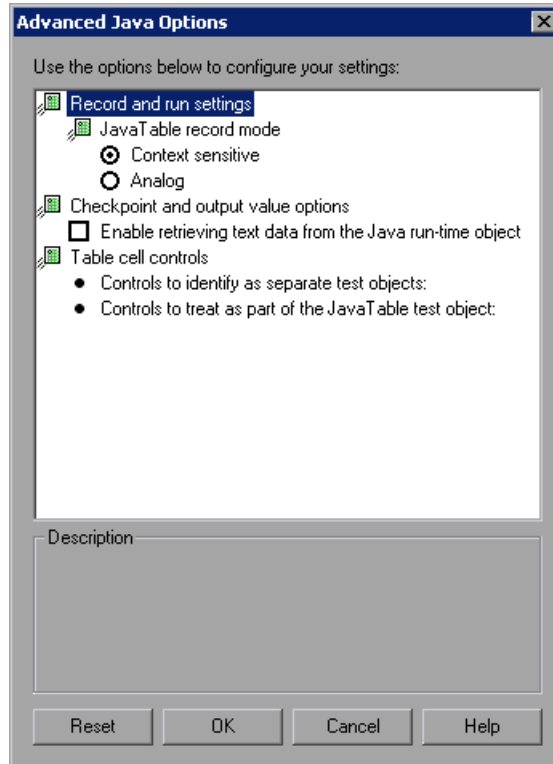 Advanced Java Options
Use the options below to configure your settings:
Record and run settings
JavaTable record mode
Context sensitive
Analog
Checkpoint and output value options
Enable retrieving text data from the Java run-time object
Table cell controls
Controls to identify as separate test objects:
Controls to treat as part of the JavaTable test object:
Description
Reset OK Cancel Help